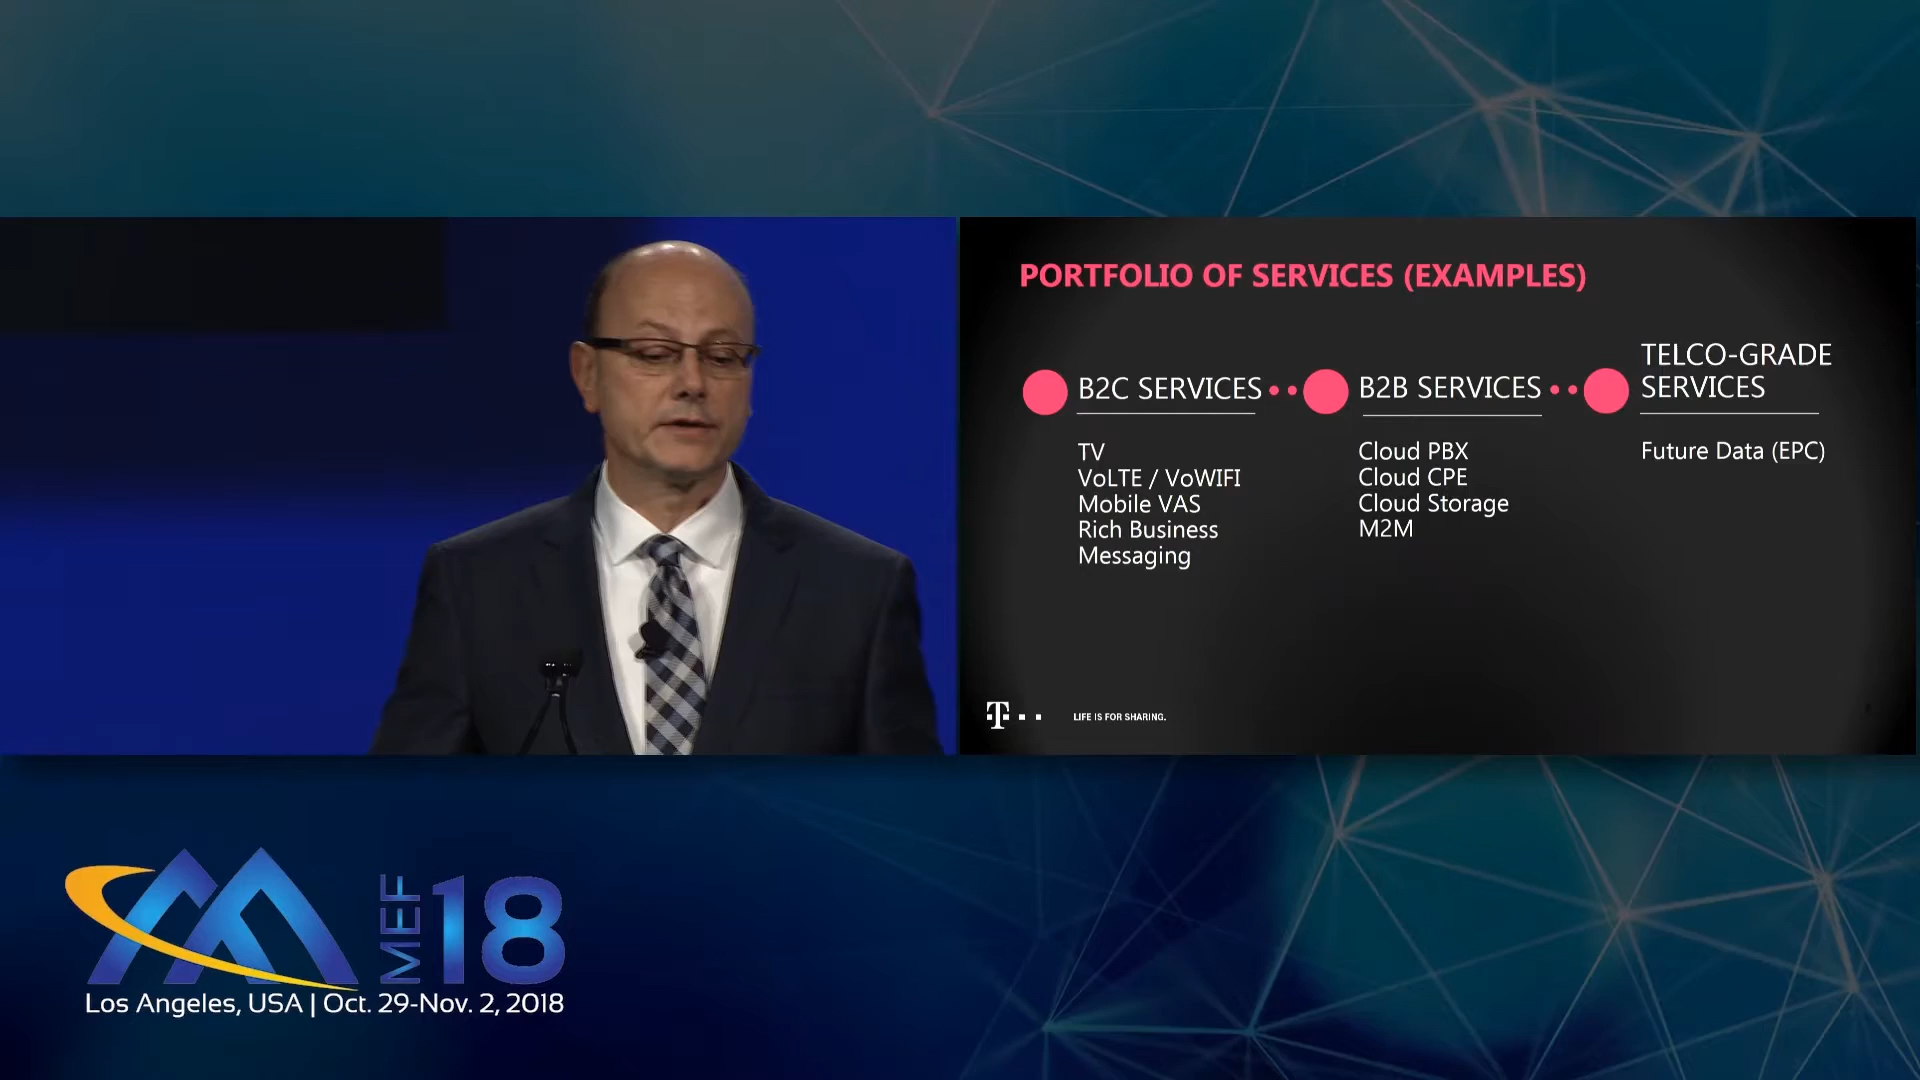 PORTFOLIO OF SERVICES (EXAMPLES)
B2C SERVICES
TV
VoLTE / VoWIFI
Mobile VAS
Rich Business
Messaging
B2B SERVICES
Cloud PBX
Cloud CPE
Cloud Storage
M2M
TELCO-GRADE
SERVICES
Future Data (EPC)
T
LIFE IS FOR SHARING.
MEF 18
Los Angeles, USA | Oct. 29-Nov. 2, 2018